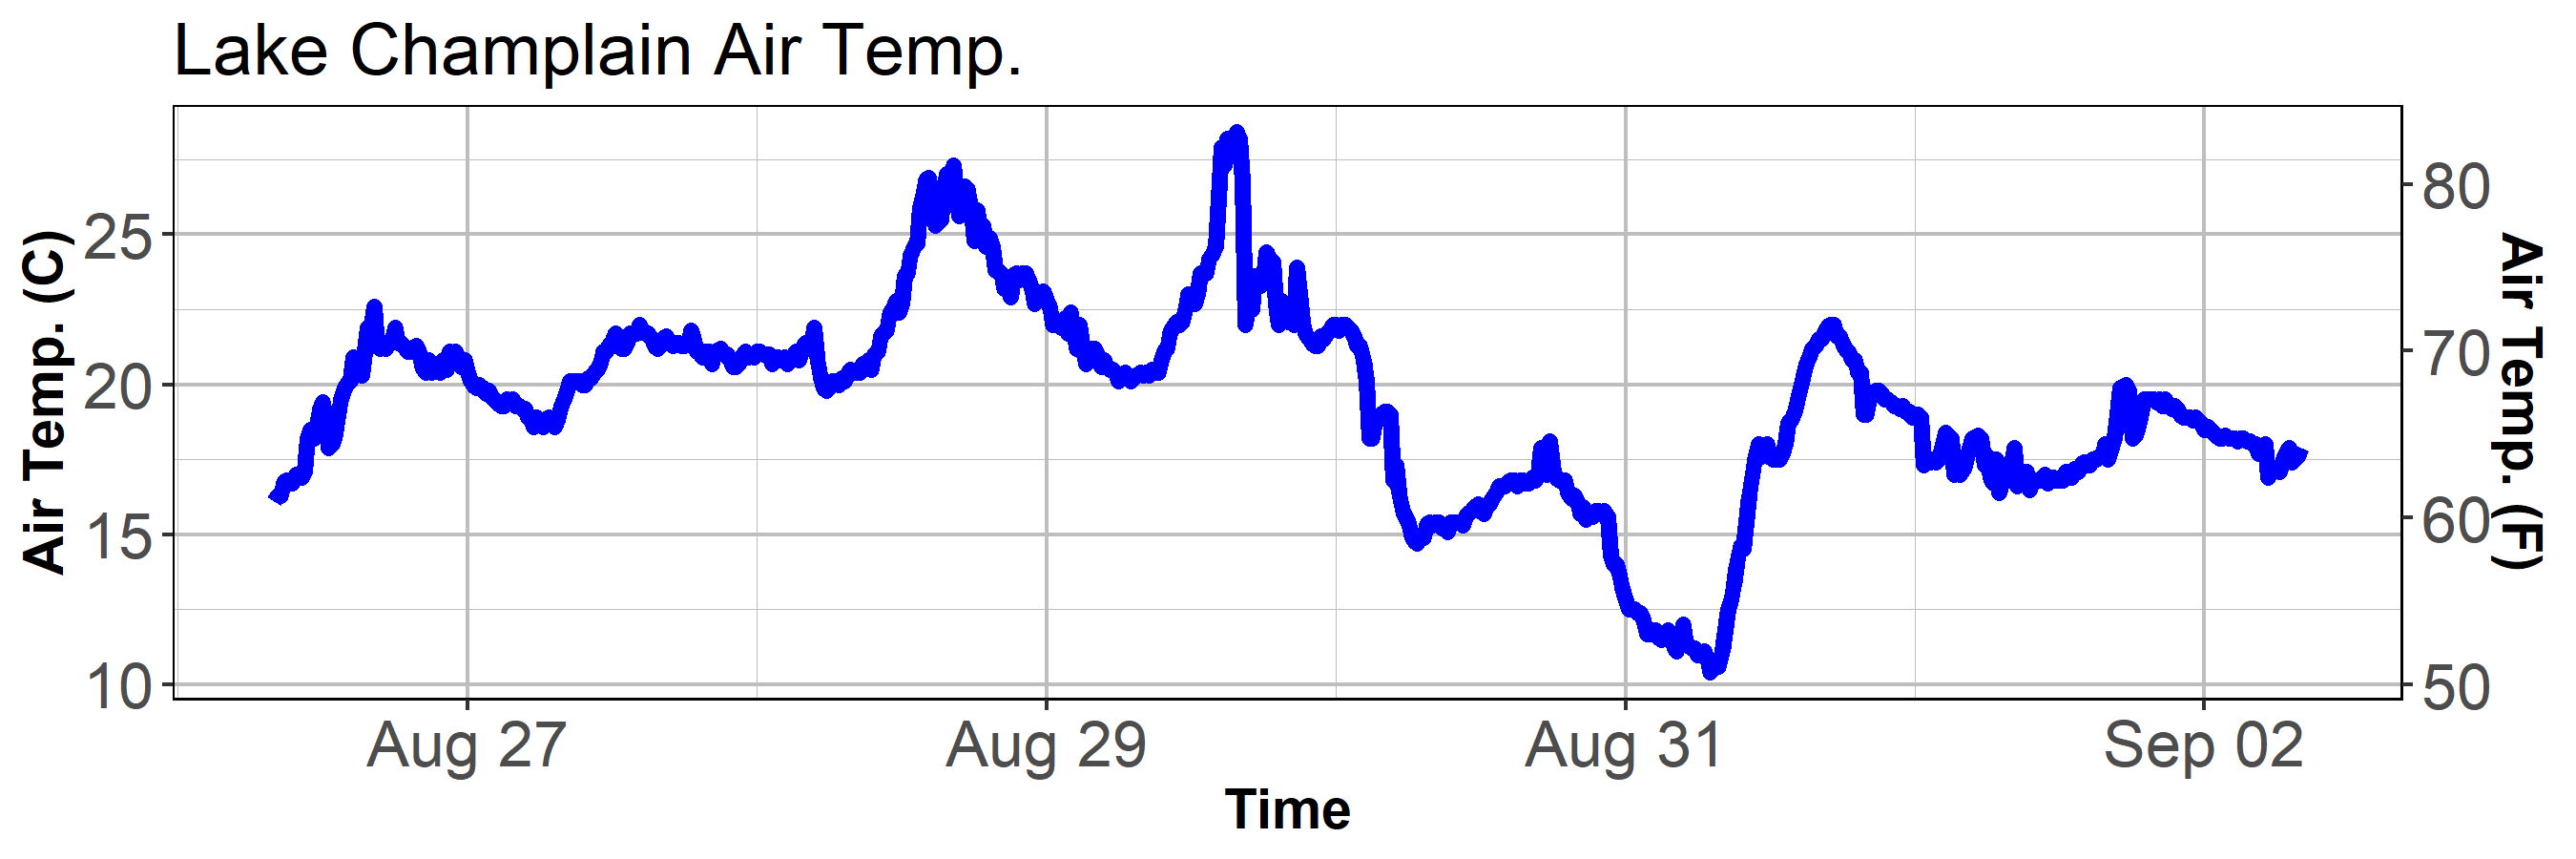 Lake Champlain Air Temp.
Air Temp. (C)
25
20
15
10
80
70
60
50
Air Temp. (F)
Aug 27
Aug 29
Aug 31
Sep 02
Time